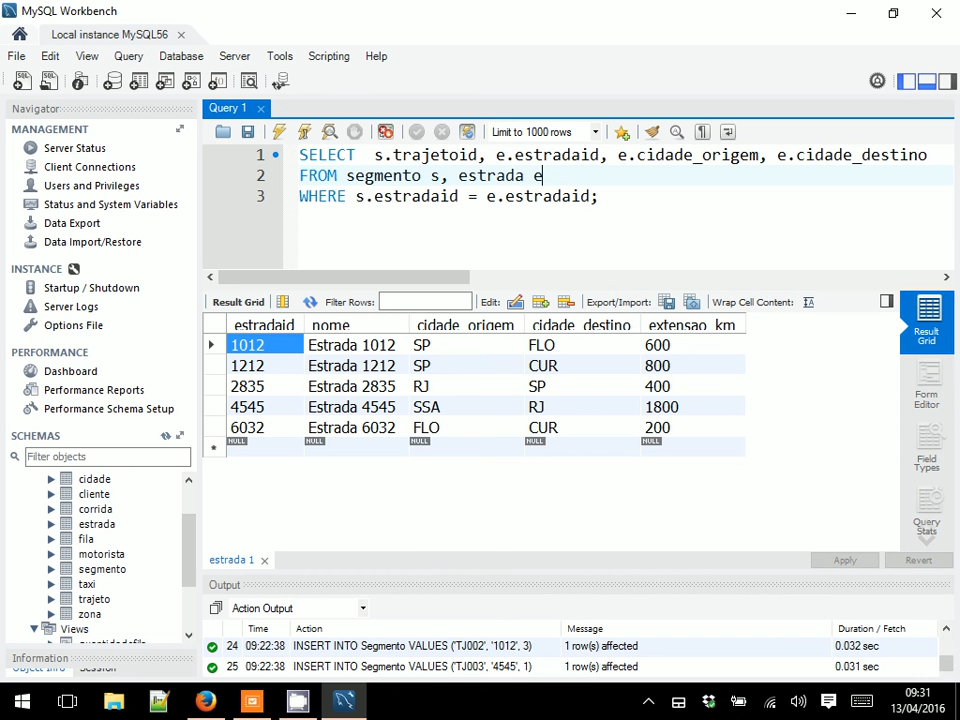 MySQL Workbench
Local instance MySQL56
File Edit View Query Database Server Tools Scripting Help
Navigator
MANAGEMENT
Server Status
Client Connections
Users and Privileges
Status and System Variables
Data Export
Data Import/Restore
INSTANCE
Startup / Shutdown
Server Logs
Options File
PERFORMANCE
Dashboard
Performance Reports
Performance Schema Setup
SCHEMAS
Filter objects
cidade
cliente
corrida
estrada
fila
motorista
segmento
taxi
trajeto
zona
Views
Information
Query 1
Limit to 1000 rows
1 SELECT s.trajetoid, e.estradaid, e.cidade_origem, e.cidade_destino
2 FROM segmento s, estrada e
3 WHERE s.estradaid = e.estradaid;
Result Grid Filter Rows: Edit: Export/Import: Wrap Cell Content:
estradaid nome cidade_origem cidade_destino extensao_km
1012 Estrada 1012 SP FLO 600
1212 Estrada 1212 SP CUR 800
2835 Estrada 2835 RJ SP 400
4545 Estrada 4545 SSA RJ 1800
6032 Estrada 6032 FLO CUR 200
NULL NULL NULL NULL NULL
Result
Grid
Form
Editor
Field
Types
Query
Stats
estrada 1
Apply Revert
Output
Action Output
Time Action Message Duration / Fetch
24 09:22:38 INSERT INTO Segmento VALUES ('TJ002', '1012', 3) 1 row(s) affected 0.032 sec
25 09:22:38 INSERT INTO Segmento VALUES ('TJ003', '4545', 1) 1 row(s) affected 0.031 sec
09:31
13/04/2016